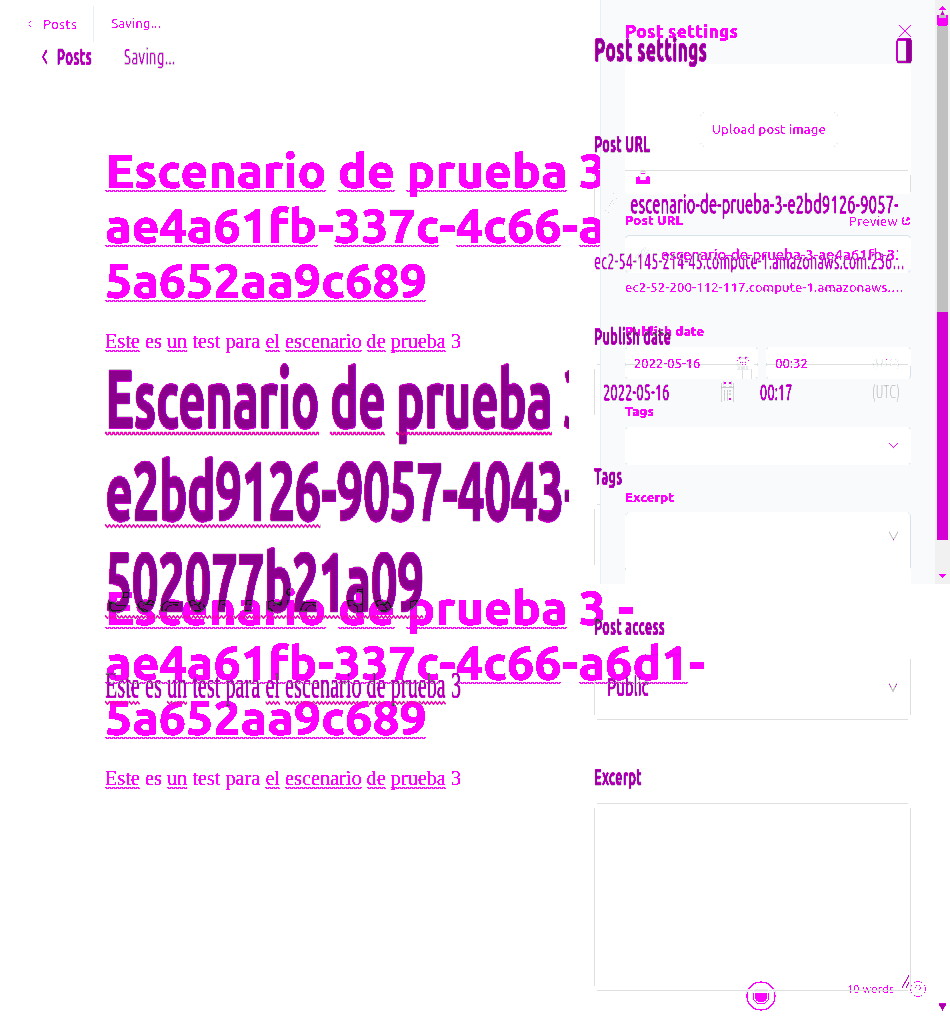 Posts
Saving...
Posts
Saving...
Escenario de prueba 3
ae4a61fb-337c-4c66-a
5a652aa9c689
Este es un test para el escenario de prueba 3
Escenario de prueba 3
e2bd9126-9057-4043-
502077b21a09
Escenario de prueba 3 -
ae4a61fb-337c-4c66-a6d1-
Este es un test para el escenario de prueba 3
5a652aa9c689
Este es un test para el escenario de prueba 3
Post settings
Post settings
Upload post image
Post URL
escenario-de-prueba-3-e2bd9126-9057-
Post URL
Preview
escenario-de-prueba-3-ae4a61fb-3
ec2-54-145-214-45.compute-1.amazonaws.com:236...
ec2-52-200-112-117.compute-1.amazonaws....
Publish date
Publish date
2022-05-16
00:32
2022-05-16
00:17
(UTC)
Tags
Tags
Excerpt
Post access
Public
Excerpt
19 words